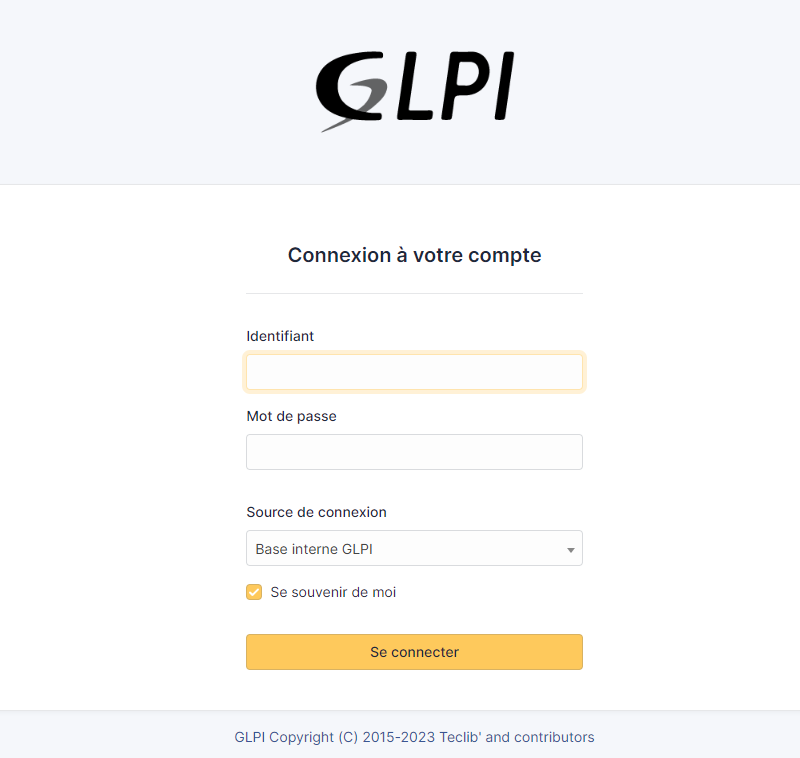 GLPI
Connexion à votre compte
Identifiant
Mot de passe
Source de connexion
Base interne GLPI
Se souvenir de moi
Se connecter
GLPI Copyright (C) 2015-2023 Teclib' and contributors